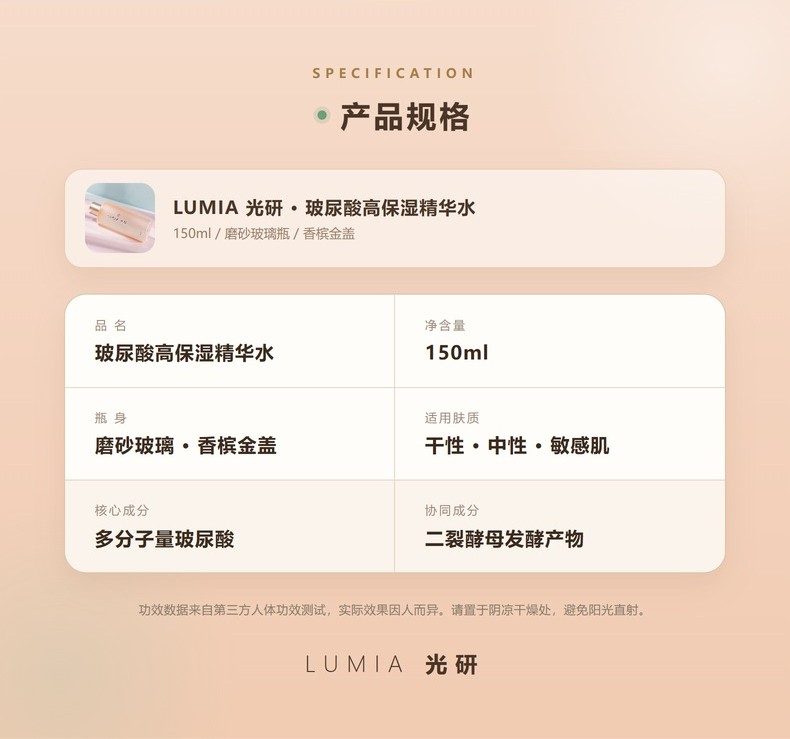 SPECIFICATION
产品规格
LUMIA 光研 · 玻尿酸高保湿精华水
150ml / 磨砂玻璃瓶 / 香槟金盖
品 名
玻尿酸高保湿精华水
净含量
150ml
瓶 身
磨砂玻璃 · 香槟金盖
适用肤质
干性 · 中性 · 敏感肌
核心成分
多分子量玻尿酸
协同成分
二裂酵母发酵产物
功效数据来自第三方人体功效测试，实际效果因人而异。请置于阴凉干燥处，避免阳光直射。
LUMIA 光研